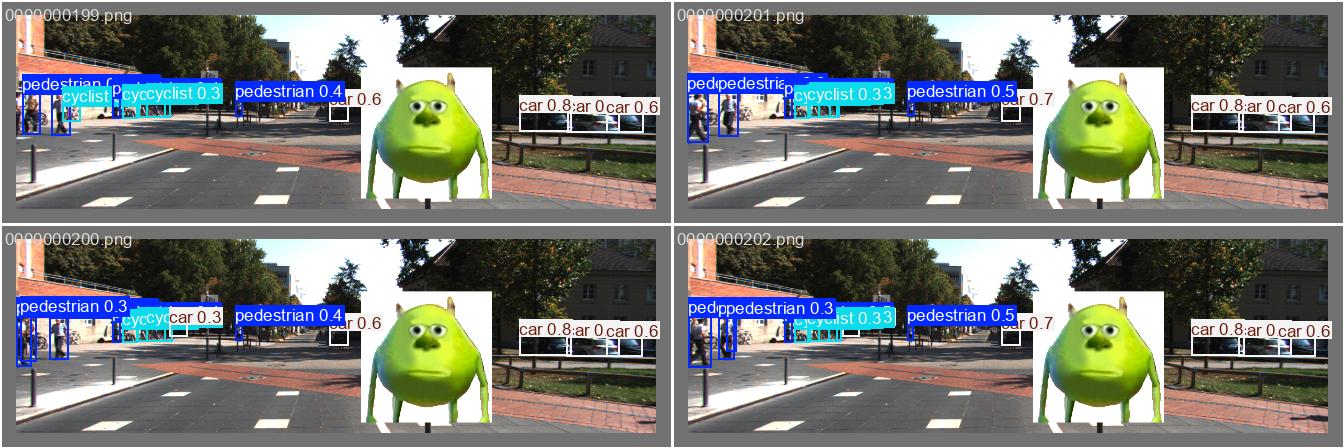 0000000199.png
pedestrian
cyclist
cyclist 0.3
pedestrian 0.4
car 0.6
car 0.8
car 0.6
0000000201.png
pedestrian
cyclist 0.33
pedestrian 0.5
car 0.7
car 0.8
car 0.6
0000000200.png
pedestrian 0.3
car 0.3
pedestrian 0.4
car 0.6
car 0.8
car 0.6
0000000202.png
pedestrian 0.3
cyclist 0.33
pedestrian 0.5
car 0.7
car 0.8
car 0.6